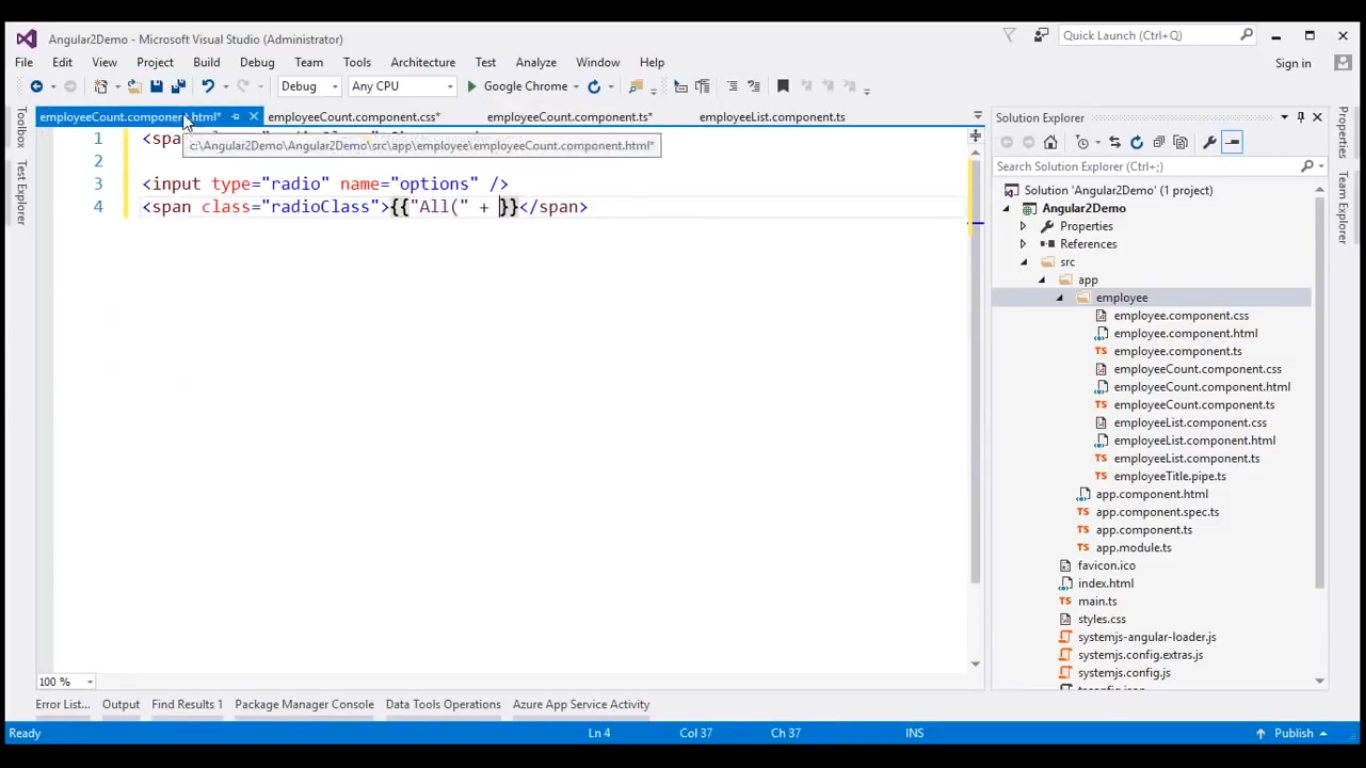 Angular2Demo - Microsoft Visual Studio (Administrator)
Quick Launch (Ctrl+Q)
File Edit View Project Build Debug Team Tools Architecture Test Analyze Window Help
Sign in
Debug Any CPU Google Chrome
Toolbox
Test Explorer
employeeCount.component.html* employeeCount.component.css* employeeCount.component.ts* employeeList.component.ts
1 <spa
c:\Angular2Demo\Angular2Demo\src\app\employee\employeeCount.component.html*
2
3 <input type="radio" name="options" />
4 <span class="radioClass">{{"All(" + }}</span>
Solution Explorer
Search Solution Explorer (Ctrl+;)
Solution 'Angular2Demo' (1 project)
Angular2Demo
Properties
References
src
app
employee
employee.component.css
employee.component.html
employee.component.ts
employeeCount.component.css
employeeCount.component.html
employeeCount.component.ts
employeeList.component.css
employeeList.component.html
employeeList.component.ts
employeeTitle.pipe.ts
app.component.html
app.component.spec.ts
app.component.ts
app.module.ts
favicon.ico
index.html
main.ts
styles.css
systemjs-angular-loader.js
systemjs.config.extras.js
systemjs.config.js
Properties
Team Explorer
100 %
Error List... Output Find Results 1 Package Manager Console Data Tools Operations Azure App Service Activity
Ready Ln 4 Col 37 Ch 37 INS Publish